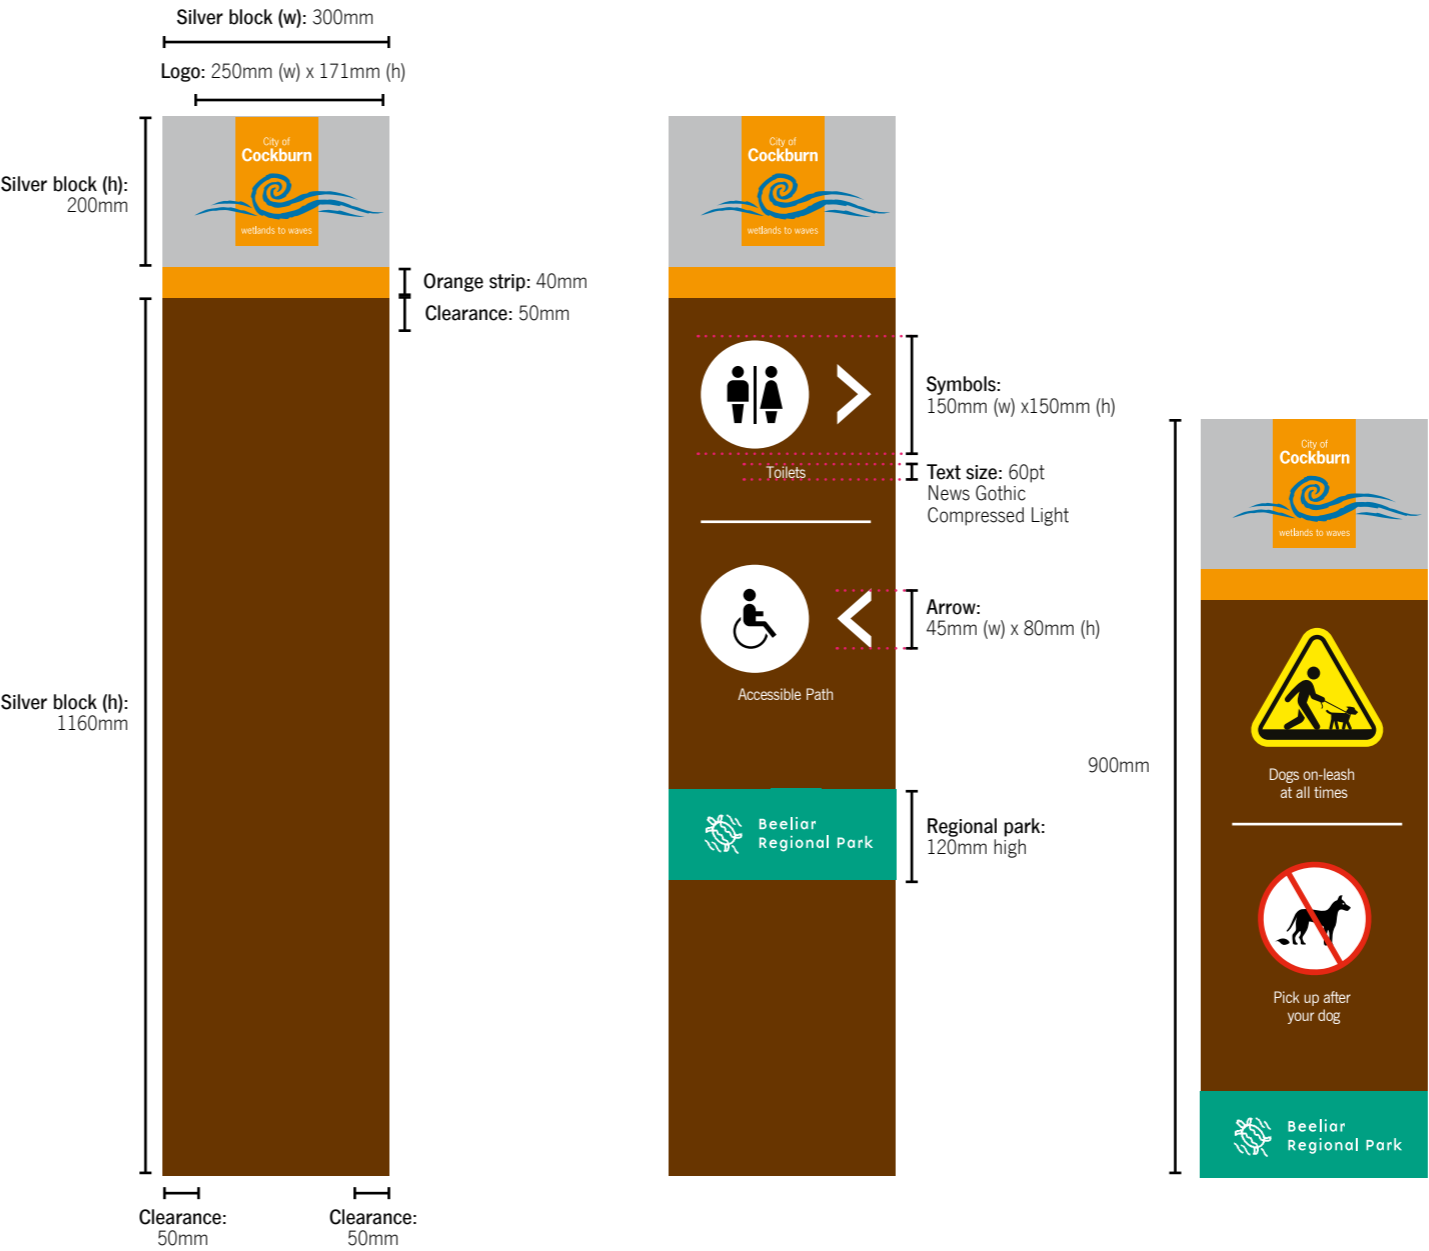 Silver block (w): 300mm
Logo: 250mm (w) x 171mm (h)
City of
Cockburn
wetlands to waves
Silver block (h):
200mm
Orange strip: 40mm
Clearance: 50mm
Silver block (h):
1160mm
Clearance:
50mm
Clearance:
50mm
City of
Cockburn
wetlands to waves
Toilets
Accessible Path
Beeliar
Regional Park
Symbols:
150mm (w) x150mm (h)
Text size: 60pt
News Gothic
Compressed Light
Arrow:
45mm (w) x 80mm (h)
Regional park:
120mm high
900mm
City of
Cockburn
wetlands to waves
Dogs on-leash
at all times
Pick up after
your dog
Beeliar
Regional Park